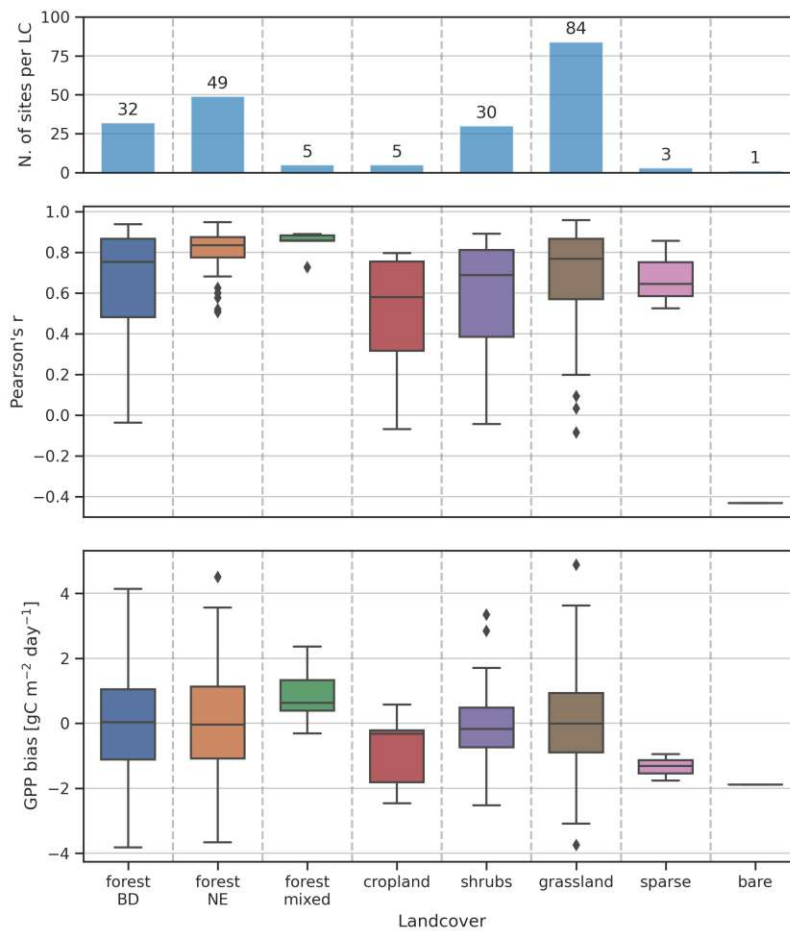 100
75
50
25
0
N. of sites per LC
32
49
5
5
30
84
3
1
1.0
0.8
0.6
0.4
0.2
0.0
−0.2
−0.4
Pearson's r
4
2
0
−2
−4
GPP bias [gC m⁻² day⁻¹]
forest BD
forest NE
forest mixed
cropland
shrubs
grassland
sparse
bare
Landcover